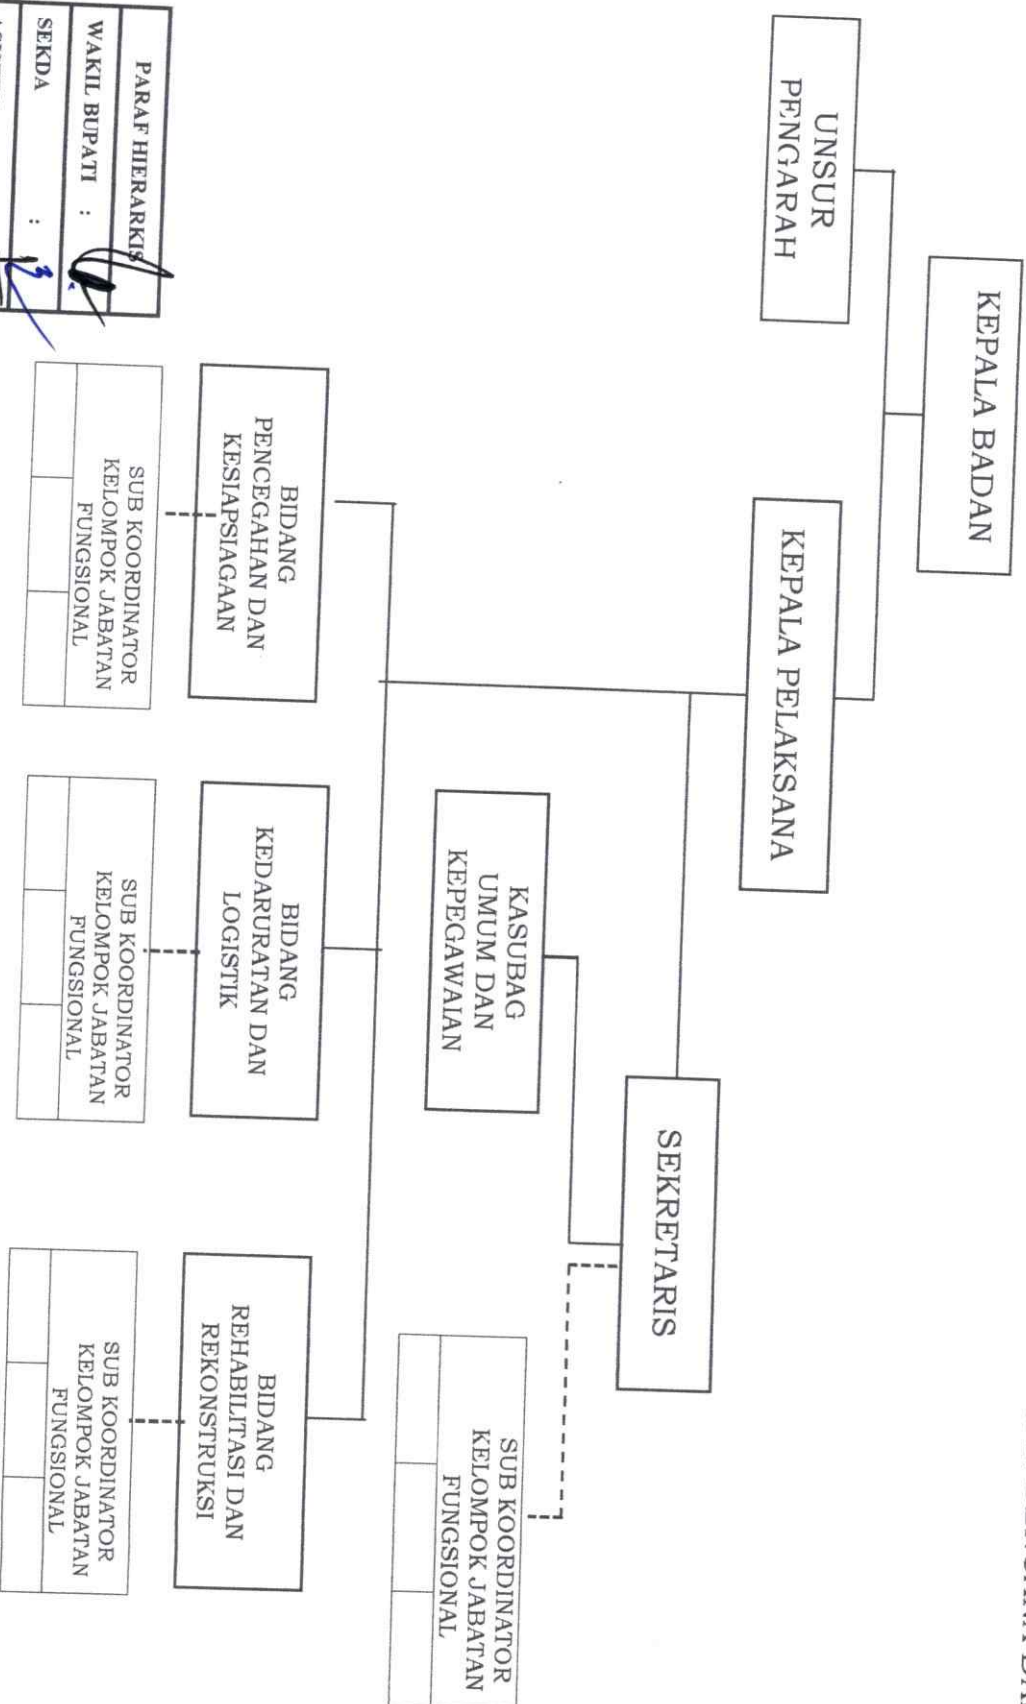 KEPALA BADAN
UNSUR
PENGARAH
KEPALA PELAKSANA
SEKRETARIS
KASUBAG
UMUM DAN
KEPEGAWAIAN
SUB KOORDINATOR
KELOMPOK JABATAN
FUNGSIONAL
BIDANG
PENCEGAHAN DAN
KESIAPSIAGAAN
BIDANG
KEDARURATAN DAN
LOGISTIK
BIDANG
REHABILITASI DAN
REKONSTRUKSI
SUB KOORDINATOR
KELOMPOK JABATAN
FUNGSIONAL
SUB KOORDINATOR
KELOMPOK JABATAN
FUNGSIONAL
SUB KOORDINATOR
KELOMPOK JABATAN
FUNGSIONAL
PARAF HIERARKIS
WAKIL BUPATI :
SEKDA :